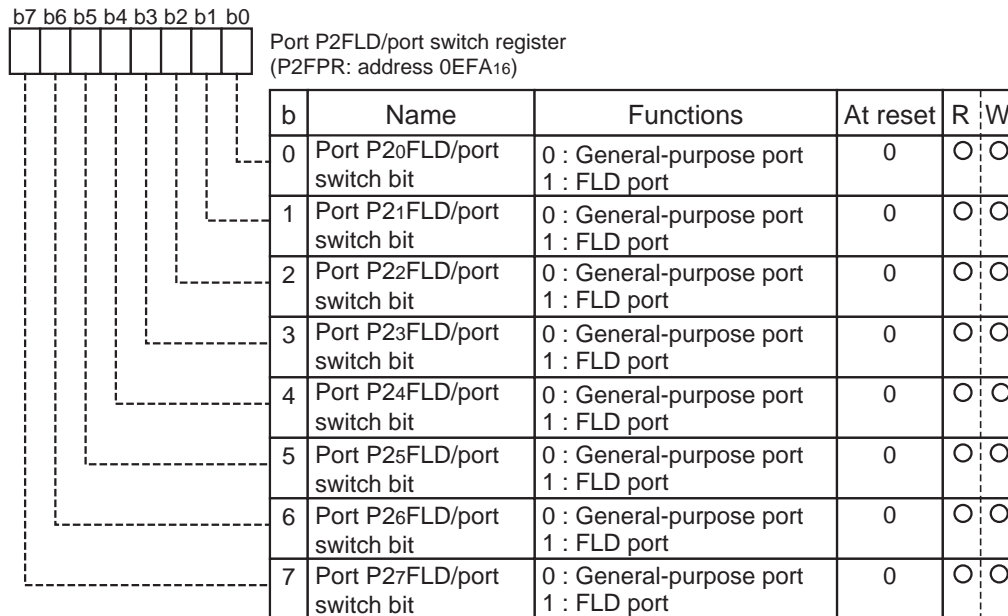 b7 b6 b5 b4 b3 b2 b1 b0
Port P2FLD/port switch register
(P2FPR: address 0EFA16)
b Name Functions At reset R W
0 Port P20FLD/port switch bit 0 : General-purpose port 0 O O
1 : FLD port
1 Port P21FLD/port switch bit 0 : General-purpose port 0 O O
1 : FLD port
2 Port P22FLD/port switch bit 0 : General-purpose port 0 O O
1 : FLD port
3 Port P23FLD/port switch bit 0 : General-purpose port 0 O O
1 : FLD port
4 Port P24FLD/port switch bit 0 : General-purpose port 0 O O
1 : FLD port
5 Port P25FLD/port switch bit 0 : General-purpose port 0 O O
1 : FLD port
6 Port P26FLD/port switch bit 0 : General-purpose port 0 O O
1 : FLD port
7 Port P27FLD/port switch bit 0 : General-purpose port 0 O O
1 : FLD port